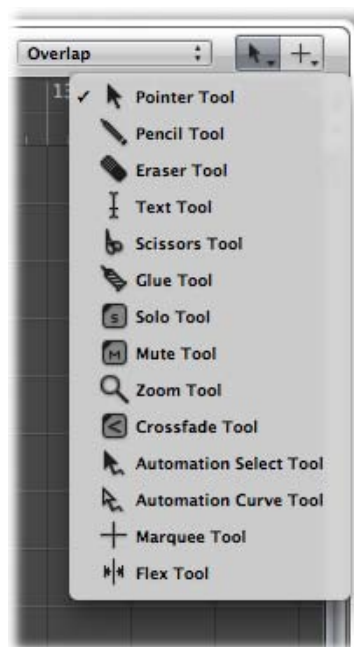 Overlap
13
Pointer Tool
Pencil Tool
Eraser Tool
Text Tool
Scissors Tool
Glue Tool
S Solo Tool
M Mute Tool
Zoom Tool
Crossfade Tool
Automation Select Tool
Automation Curve Tool
Marquee Tool
Flex Tool